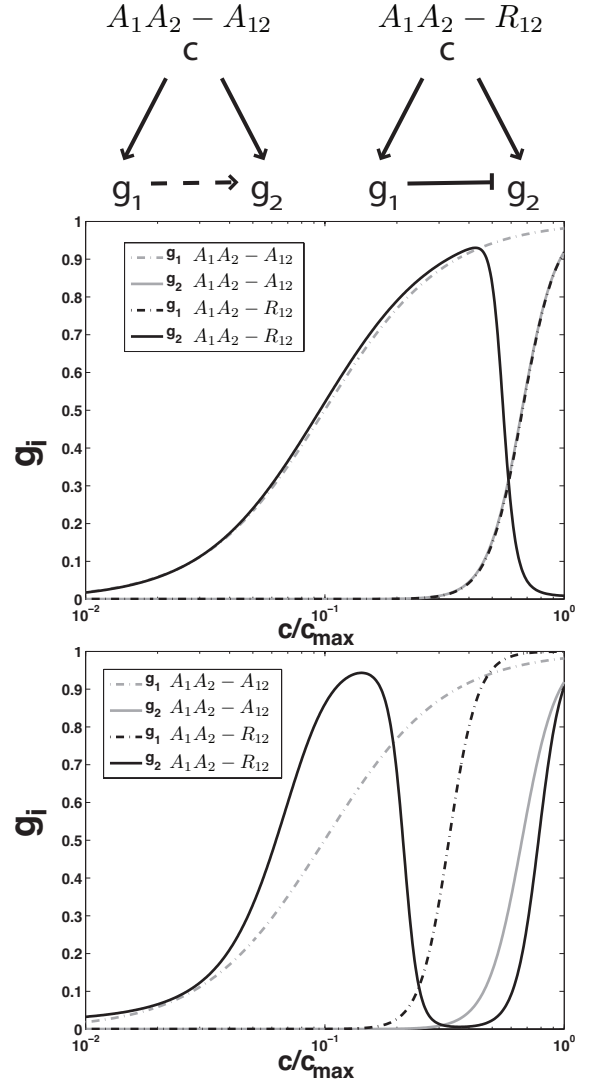 A₁A₂ − A₁₂ A₁A₂ − R₁₂
c c
g₁ g₂ g₁ g₂
1
0.9
0.8
0.7
0.6
0.5
0.4
0.3
0.2
0.1
0
gᵢ
g₁ A₁A₂ − A₁₂
g₂ A₁A₂ − A₁₂
g₁ A₁A₂ − R₁₂
g₂ A₁A₂ − R₁₂
10⁻² 10⁻¹ 10⁰
c/cₘₐₓ
1
0.9
0.8
0.7
0.6
0.5
0.4
0.3
0.2
0.1
0
gᵢ
g₁ A₁A₂ − A₁₂
g₂ A₁A₂ − A₁₂
g₁ A₁A₂ − R₁₂
g₂ A₁A₂ − R₁₂
10⁻² 10⁻¹ 10⁰
c/cₘₐₓ